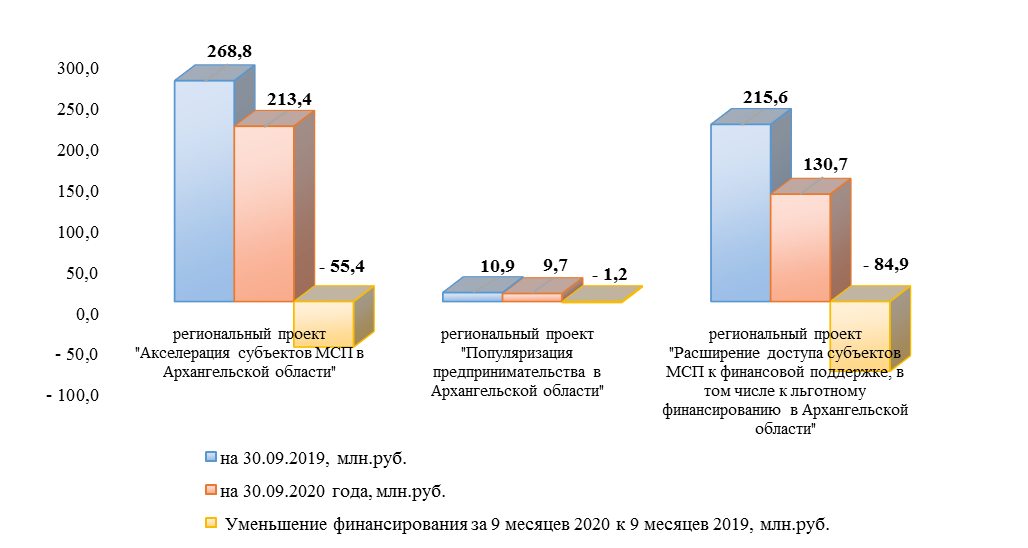 268,8
213,4
- 55,4
10,9
9,7
- 1,2
215,6
130,7
- 84,9
300,0
250,0
200,0
150,0
100,0
50,0
0,0
- 50,0
- 100,0
региональный проект
"Акселерация субъектов МСП в
Архангельской области"
региональный проект
"Популяризация
предпринимательства в
Архангельской области"
региональный проект
"Расширение доступа субъектов
МСП к финансовой поддержке, в
том числе к льготному
финансированию в Архангельской
области"
на 30.09.2019, млн.руб.
на 30.09.2020 года, млн.руб.
Уменьшение финансирования за 9 месяцев 2020 к 9 месяцев 2019, млн.руб.